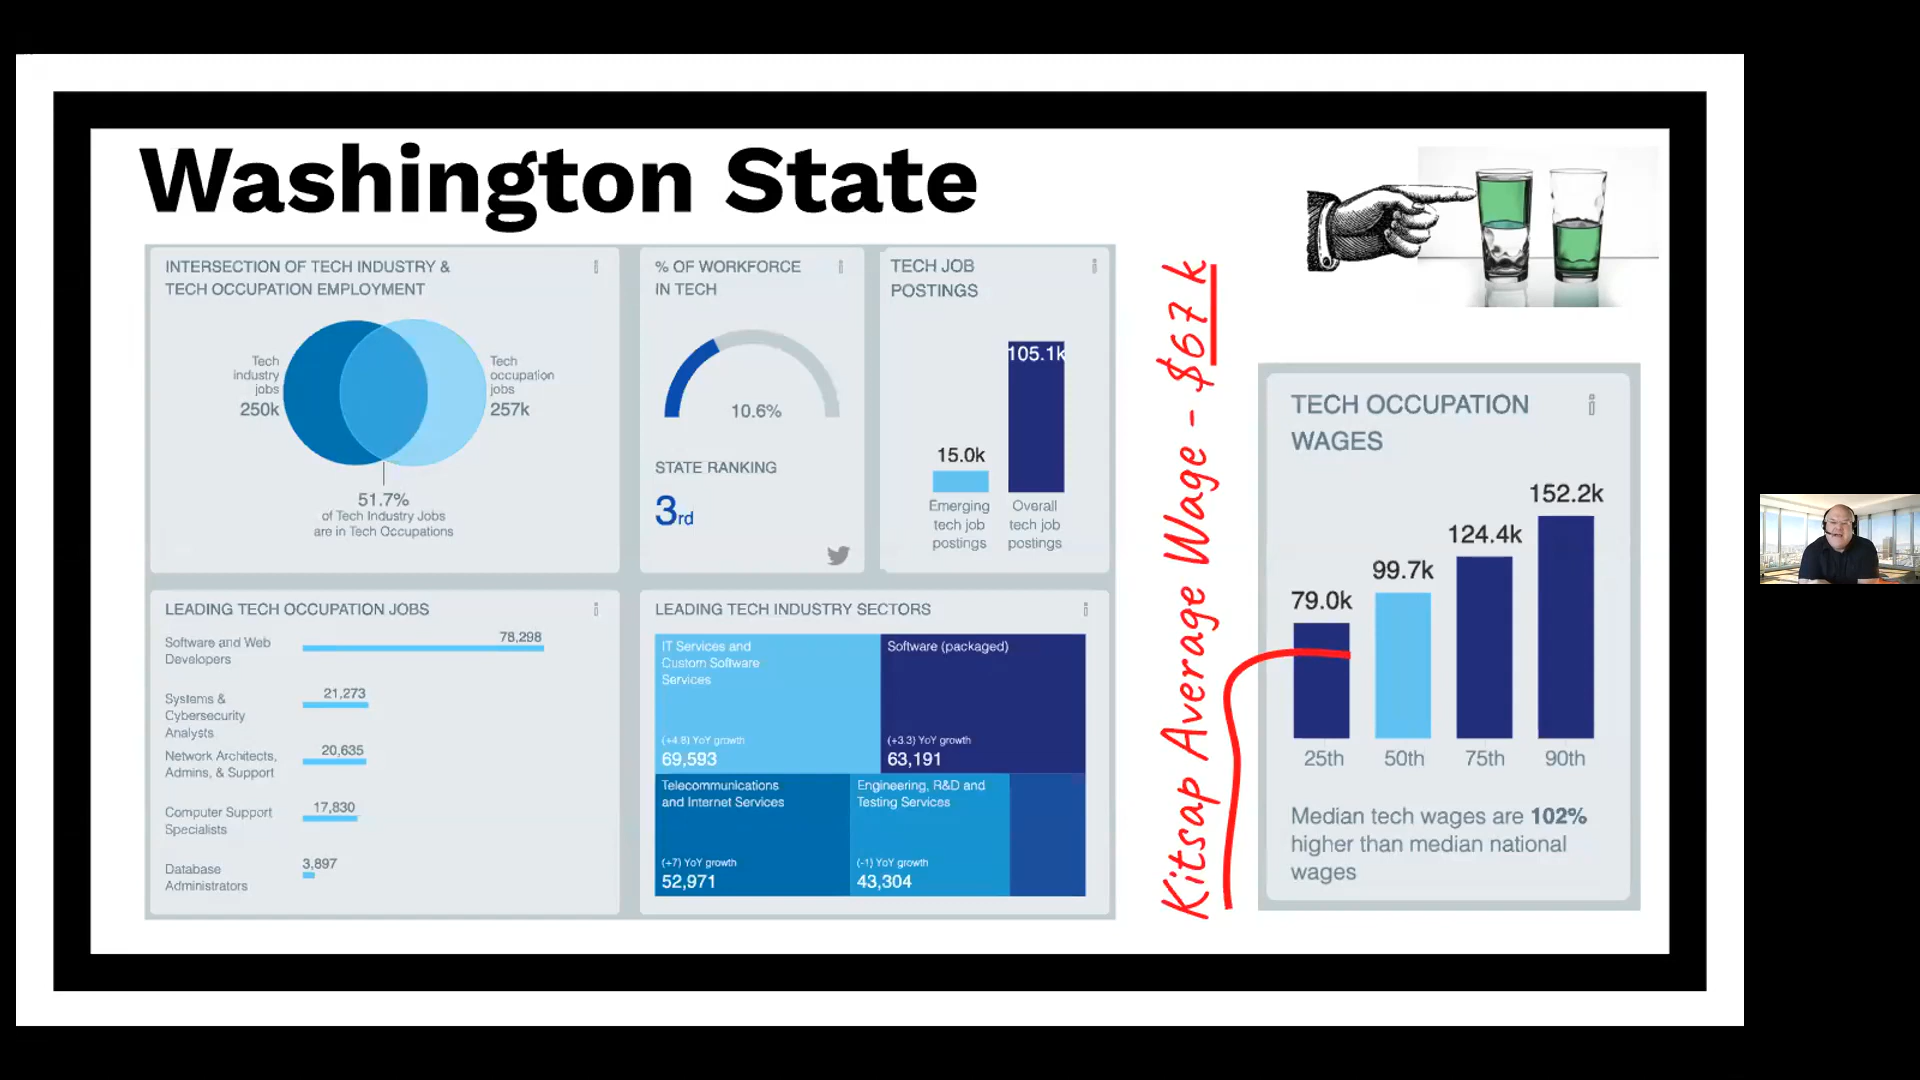 Washington State
INTERSECTION OF TECH INDUSTRY &
TECH OCCUPATION EMPLOYMENT
Tech
industry
jobs
250k
Tech
occupation
jobs
257k
51.7%
of Tech Industry Jobs
are in Tech Occupations
% OF WORKFORCE
IN TECH
10.6%
STATE RANKING
3rd
TECH JOB
POSTINGS
105.1k
15.0k
Emerging
tech job
postings
Overall
tech job
postings
LEADING TECH OCCUPATION JOBS
Software and Web
Developers
78,298
Systems &
Cybersecurity
Analysts
21,273
Network Architects,
Admins, & Support
20,635
Computer Support
Specialists
17,830
Database
Administrators
3,897
LEADING TECH INDUSTRY SECTORS
IT Services and
Custom Software
Services
(+4.8) YoY growth
69,593
Software (packaged)
(+3.3) YoY growth
63,191
Telecommunications
and Internet Services
(+7) YoY growth
52,971
Engineering, R&D and
Testing Services
(-1) YoY growth
43,304
Kitsap Average Wage - $67 k
TECH OCCUPATION
WAGES
79.0k
99.7k
124.4k
152.2k
25th
50th
75th
90th
Median tech wages are 102%
higher than median national
wages